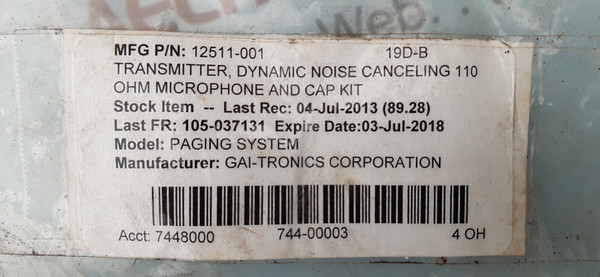 Web.
MFG P/N: 12511-001 19D-B
TRANSMITTER, DYNAMIC NOISE CANCELING 110
OHM MICROPHONE AND CAP KIT
Stock Item -- Last Rec: 04-Jul-2013 (89.28)
Last FR: 105-037131 Expire Date:03-Jul-2018
Model: PAGING SYSTEM
Manufacturer: GAI-TRONICS CORPORATION
Acct: 7448000 744-00003 4 OH